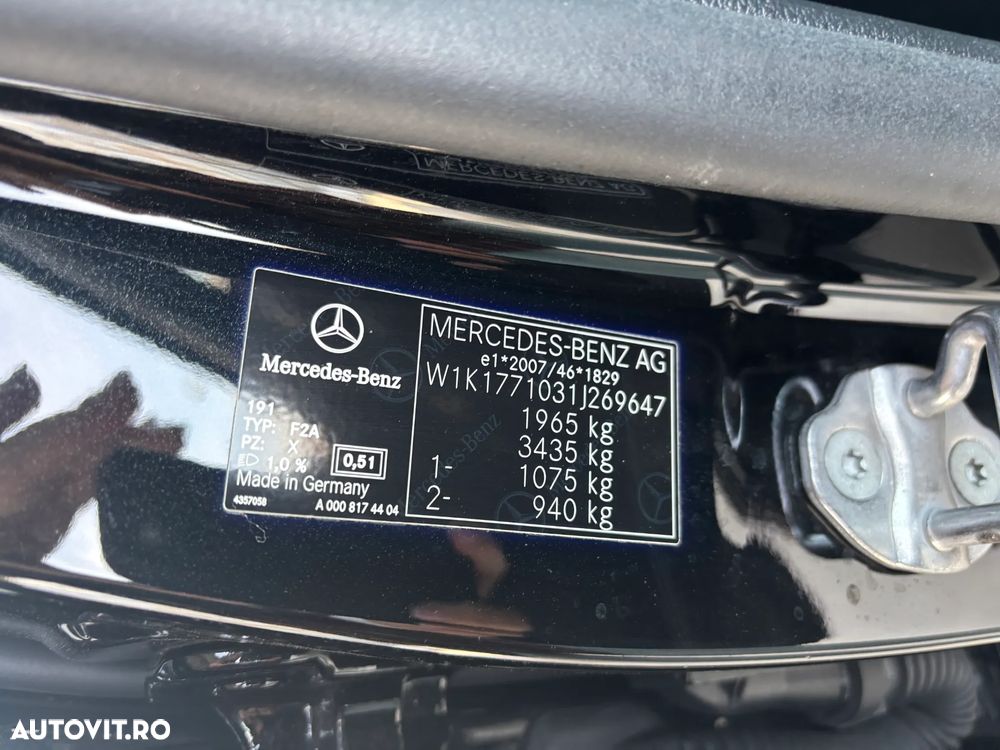 Mercedes-Benz
191
TYP: F2A
PZ: X
1,0 % 0,51
Made in Germany
4357058 A 000 817 44 04
MERCEDES-BENZ AG
e1*2007/46*1829
W1K1771031J269647
1965 kg
3435 kg
1- 1075 kg
2- 940 kg
AUTOVIT.RO